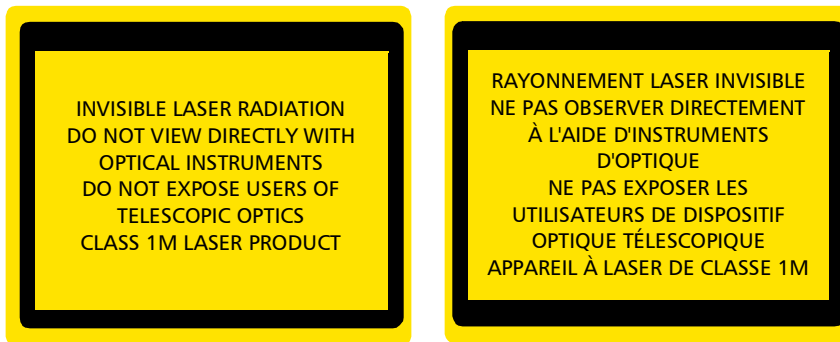 INVISIBLE LASER RADIATION
DO NOT VIEW DIRECTLY WITH
OPTICAL INSTRUMENTS
DO NOT EXPOSE USERS OF
TELESCOPIC OPTICS
CLASS 1M LASER PRODUCT
RAYONNEMENT LASER INVISIBLE
NE PAS OBSERVER DIRECTEMENT
À L'AIDE D'INSTRUMENTS
D'OPTIQUE
NE PAS EXPOSER LES
UTILISATEURS DE DISPOSITIF
OPTIQUE TÉLESCOPIQUE
APPAREIL À LASER DE CLASSE 1M